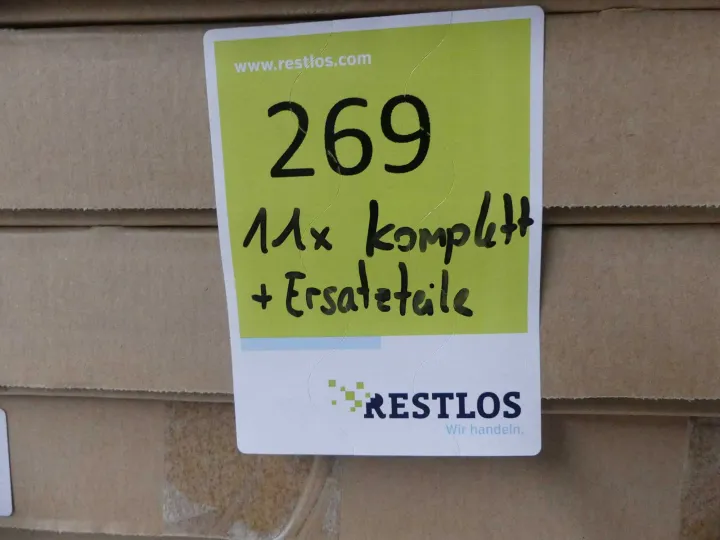 www.restlos.com
269
11x komplett
+ Ersatzteile
RESTLOS
Wir handeln.